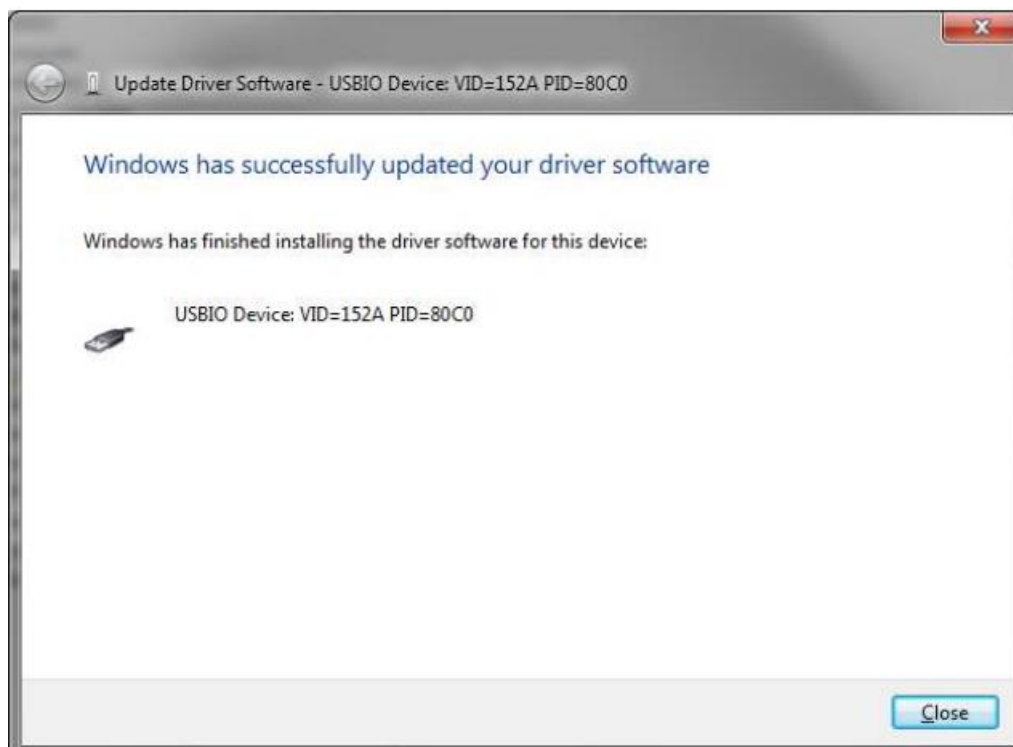 Update Driver Software - USBIO Device: VID=152A PID=80C0
Windows has successfully updated your driver software
Windows has finished installing the driver software for this device:
USBIO Device: VID=152A PID=80C0
Close